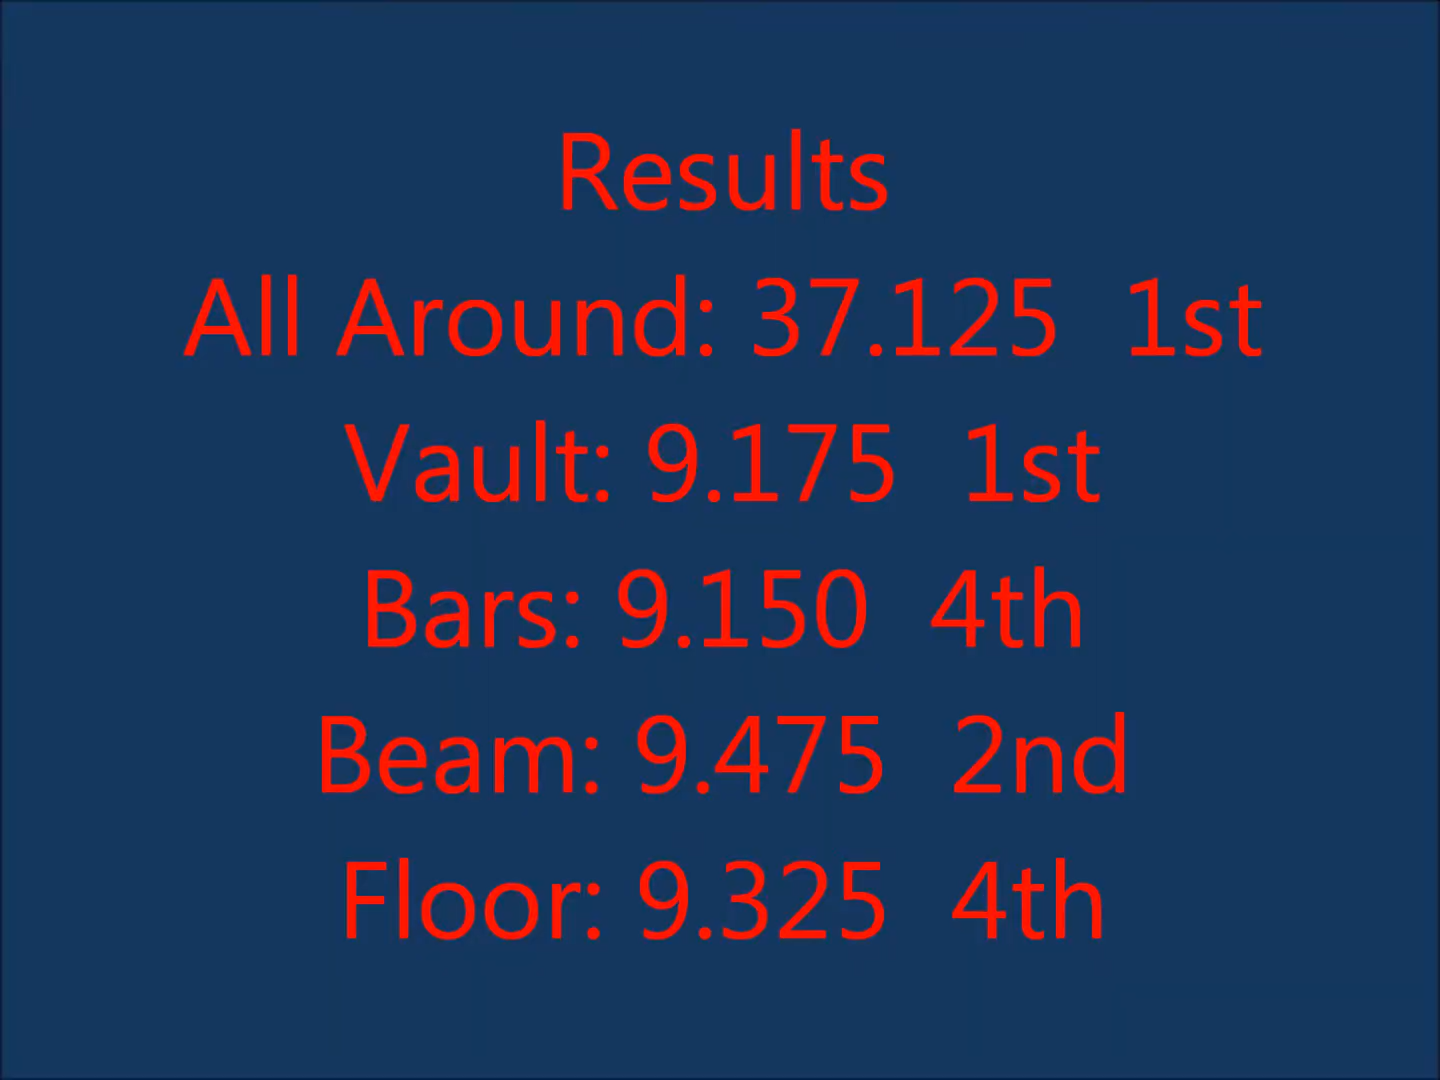 Results
All Around: 37.125  1st
Vault: 9.175  1st
Bars: 9.150  4th
Beam: 9.475  2nd
Floor: 9.325  4th